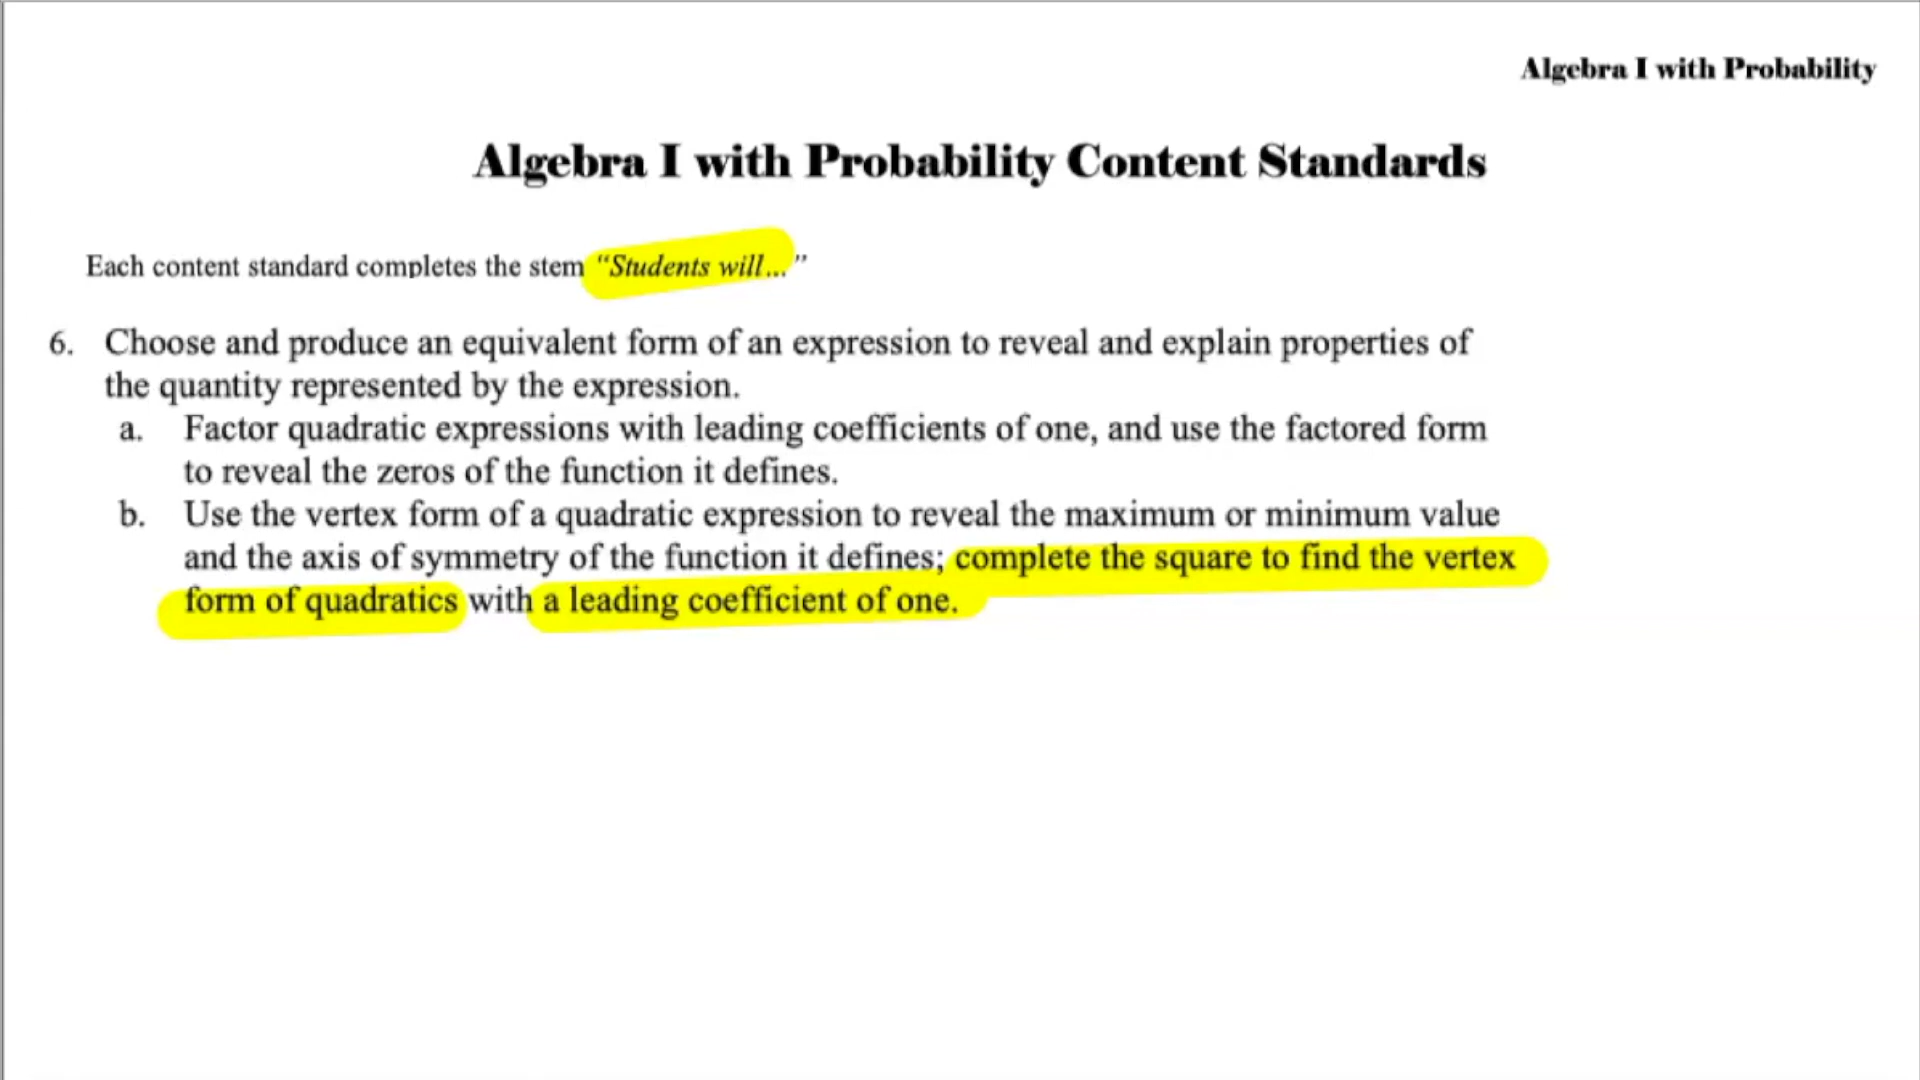 Algebra I with Probability
Algebra I with Probability Content Standards
Each content standard completes the stem “Students will...”
6. Choose and produce an equivalent form of an expression to reveal and explain properties of
the quantity represented by the expression.
a. Factor quadratic expressions with leading coefficients of one, and use the factored form
to reveal the zeros of the function it defines.
b. Use the vertex form of a quadratic expression to reveal the maximum or minimum value
and the axis of symmetry of the function it defines; complete the square to find the vertex
form of quadratics with a leading coefficient of one.